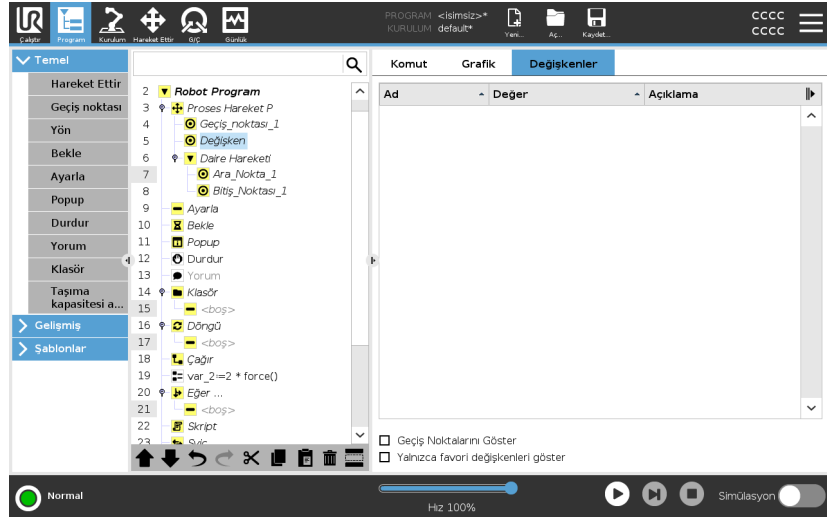 UR
PROGRAM <isimsiz>*
KURULUM default*
Çalıştır Program Kurulum Hareket Ettir G/Ç Günlük Yeni... Aç... Kaydet...
CCCC
CCCC
Temel
Hareket Ettir
Geçiş noktası
Yön
Bekle
Ayarla
Popup
Durdur
Yorum
Klasör
Taşıma
kapasitesi a...
Gelişmiş
Şablonlar
2 Robot Program
3 Proses Hareket P
4 Geçiş_noktası_1
5 Değişken
6 Daire Hareketi
7 Ara_Nokta_1
8 Bitiş_Noktası_1
9 Ayarla
10 Bekle
11 Popup
12 Durdur
13 Yorum
14 Klasör
15 <boş>
16 Döngü
17 <boş>
18 Çağır
19 var_2≔2 * force()
20 Eğer ...
21 <boş>
22 Skript
23 Sviç
Komut Grafik Değişkenler
Ad Değer Açıklama
Geçiş Noktalarını Göster
Yalnızca favori değişkenleri göster
Normal
Hız 100%
Simülasyon